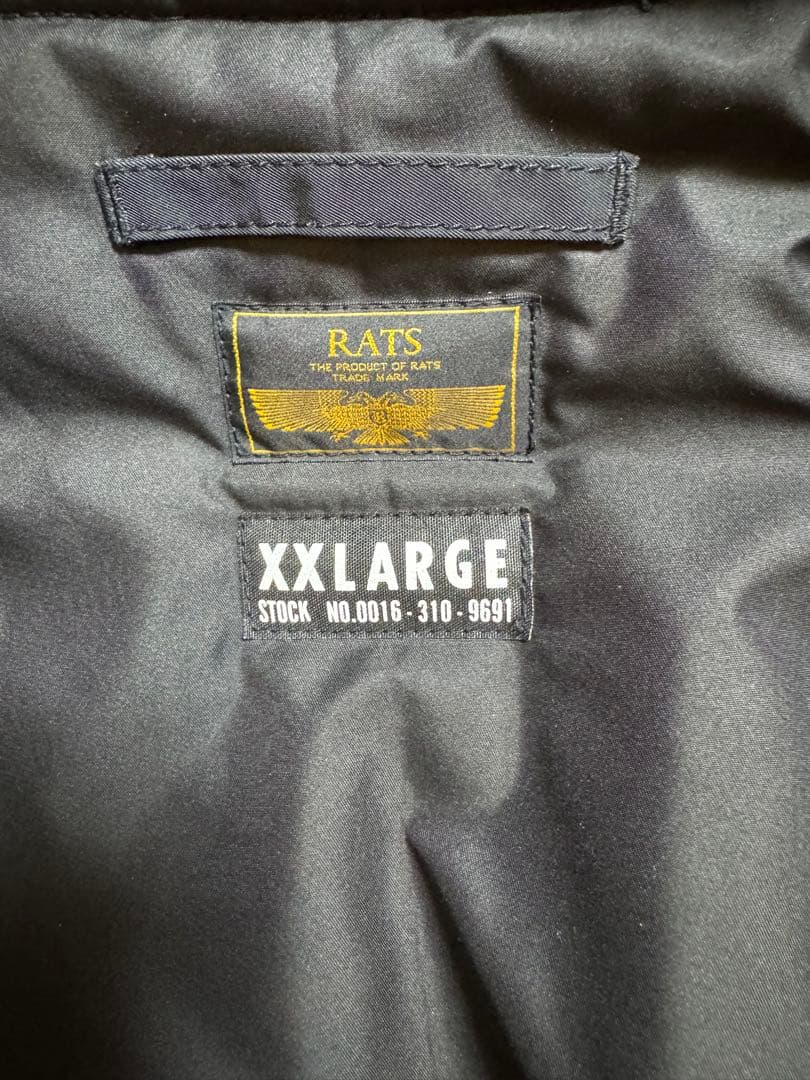 RATS
THE PRODUCT OF RATS
TRADE MARK
XXLARGE
STOCK NO.0016-310-9691